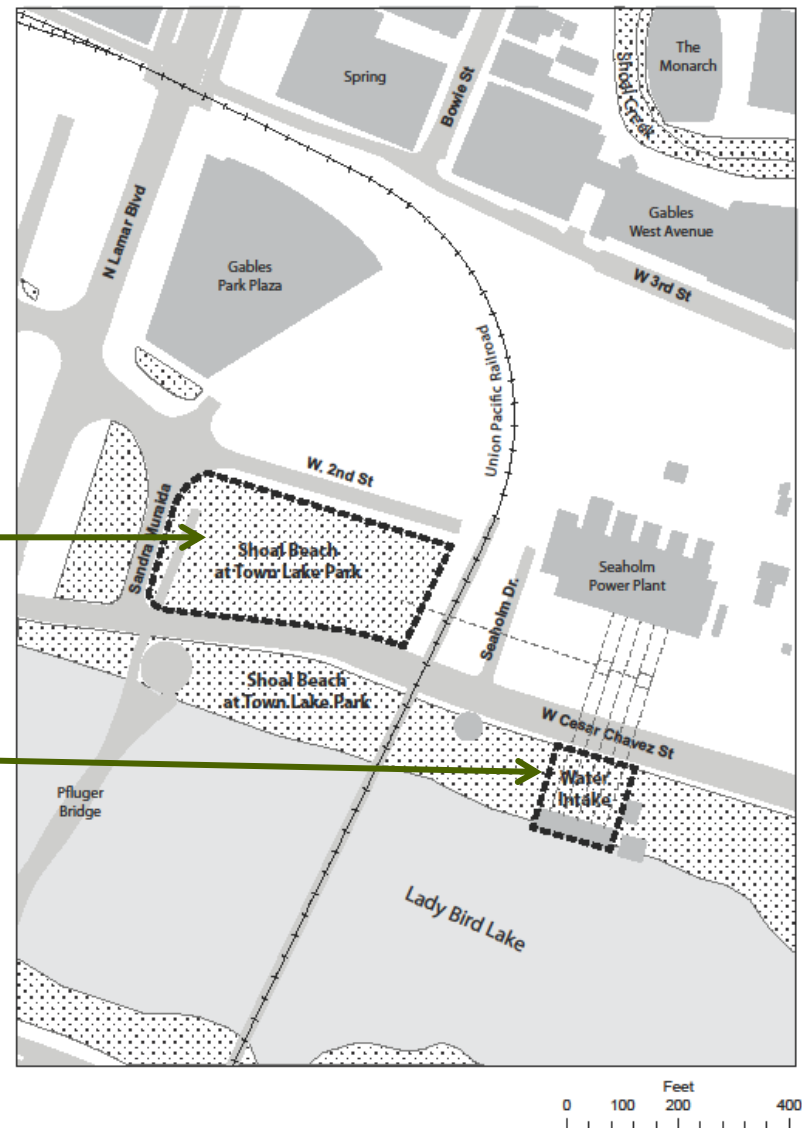 The
Monarch
Spring
Bowie St
Shoal Creek
N Lamar Blvd
Gables
West Avenue
Gables
Park Plaza
W 3rd St
Union Pacific Railroad
W. 2nd St
Sandra Muraida
Shoal Beach
at Town Lake Park
Seaholm
Power Plant
Seaholm Dr.
Shoal Beach
at Town Lake Park
W Cesar Chavez St
Water
Intake
Pfluger
Bridge
Lady Bird Lake
Feet
0 100 200 400